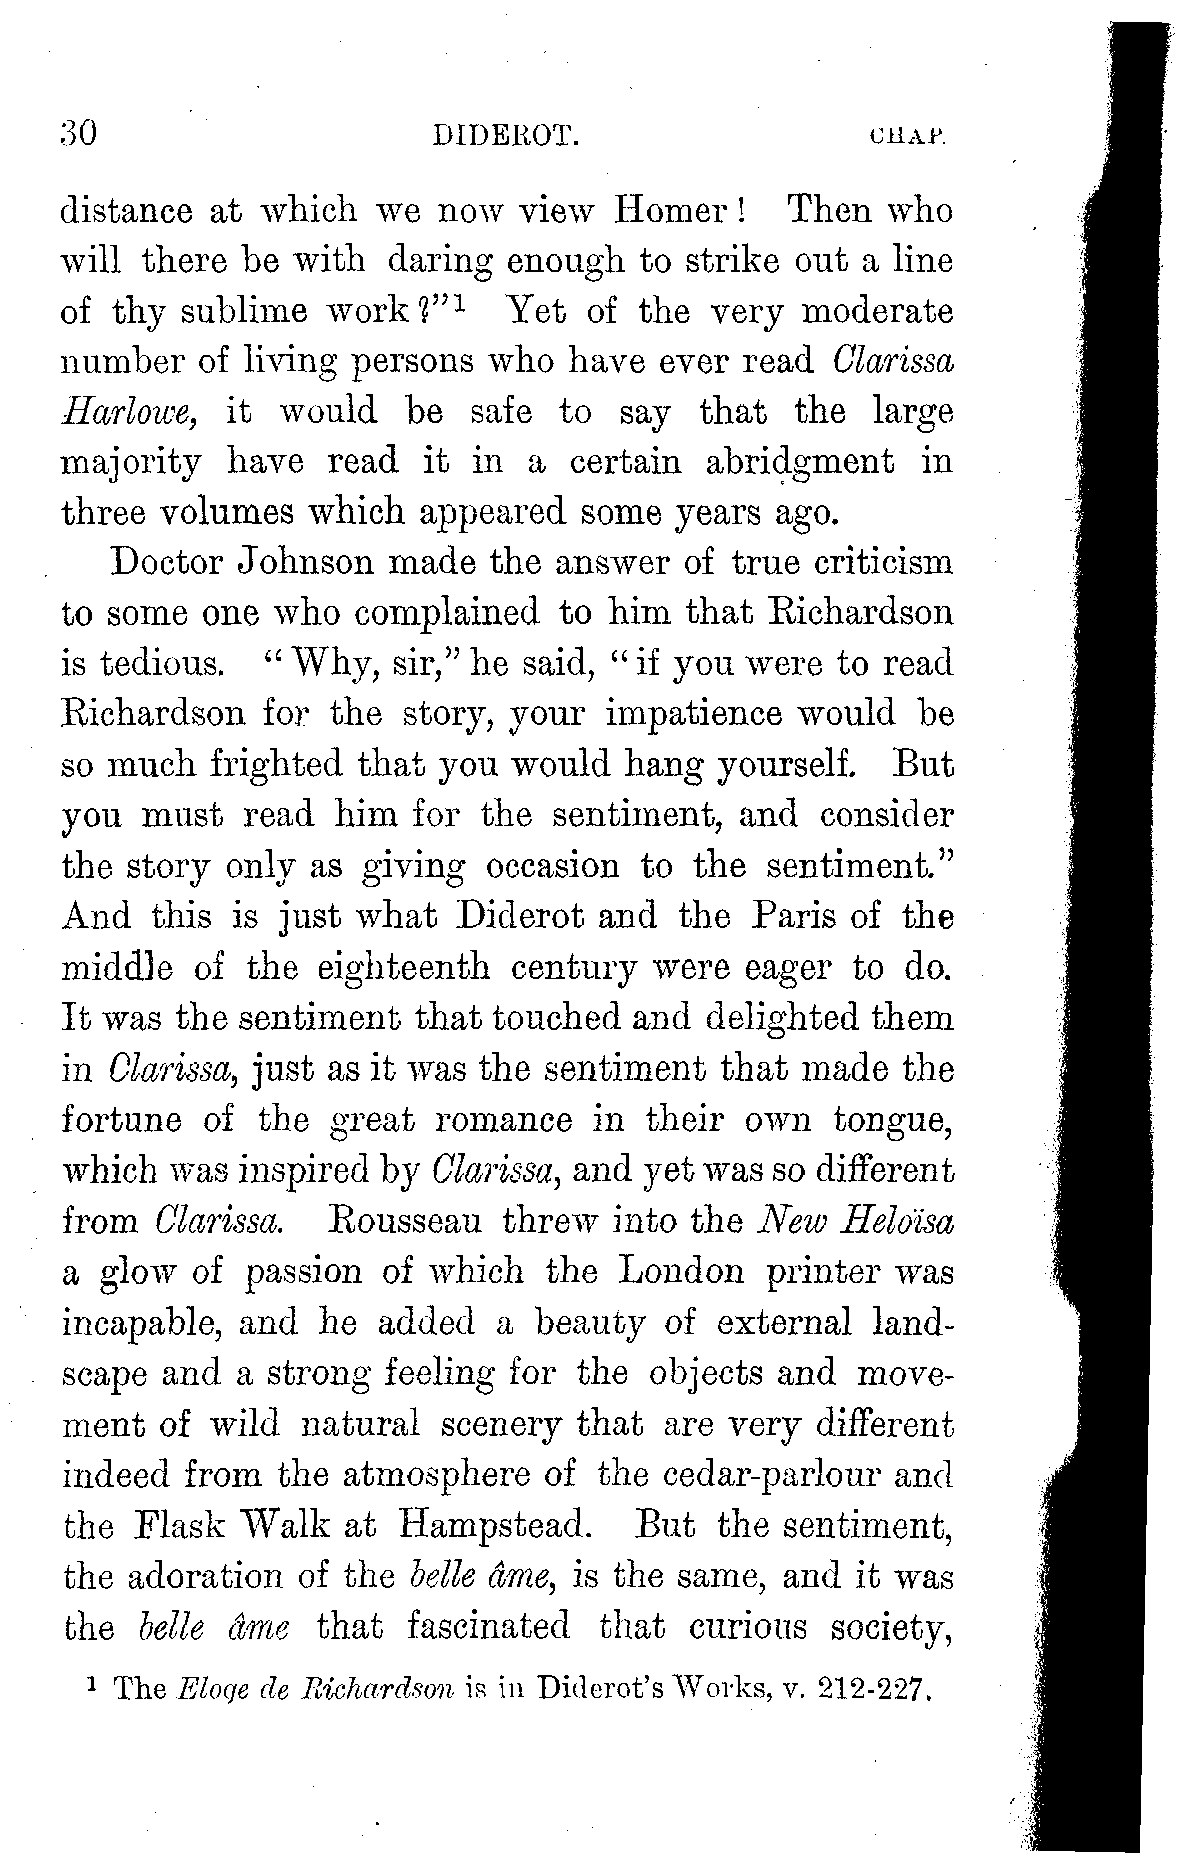 30 DIDEROT. CHAP.
distance at which we now view Homer! Then who
will there be with daring enough to strike out a line
of thy sublime work?"¹ Yet of the very moderate
number of living persons who have ever read Clarissa
Harlowe, it would be safe to say that the large
majority have read it in a certain abridgment in
three volumes which appeared some years ago.
Doctor Johnson made the answer of true criticism
to some one who complained to him that Richardson
is tedious. "Why, sir," he said, "if you were to read
Richardson for the story, your impatience would be
so much frighted that you would hang yourself. But
you must read him for the sentiment, and consider
the story only as giving occasion to the sentiment."
And this is just what Diderot and the Paris of the
middle of the eighteenth century were eager to do.
It was the sentiment that touched and delighted them
in Clarissa, just as it was the sentiment that made the
fortune of the great romance in their own tongue,
which was inspired by Clarissa, and yet was so different
from Clarissa. Rousseau threw into the New Heloïsa
a glow of passion of which the London printer was
incapable, and he added a beauty of external land-
scape and a strong feeling for the objects and move-
ment of wild natural scenery that are very different
indeed from the atmosphere of the cedar-parlour and
the Flask Walk at Hampstead. But the sentiment,
the adoration of the belle âme, is the same, and it was
the belle âme that fascinated that curious society,
¹ The Eloge de Richardson is in Diderot's Works, v. 212-227.